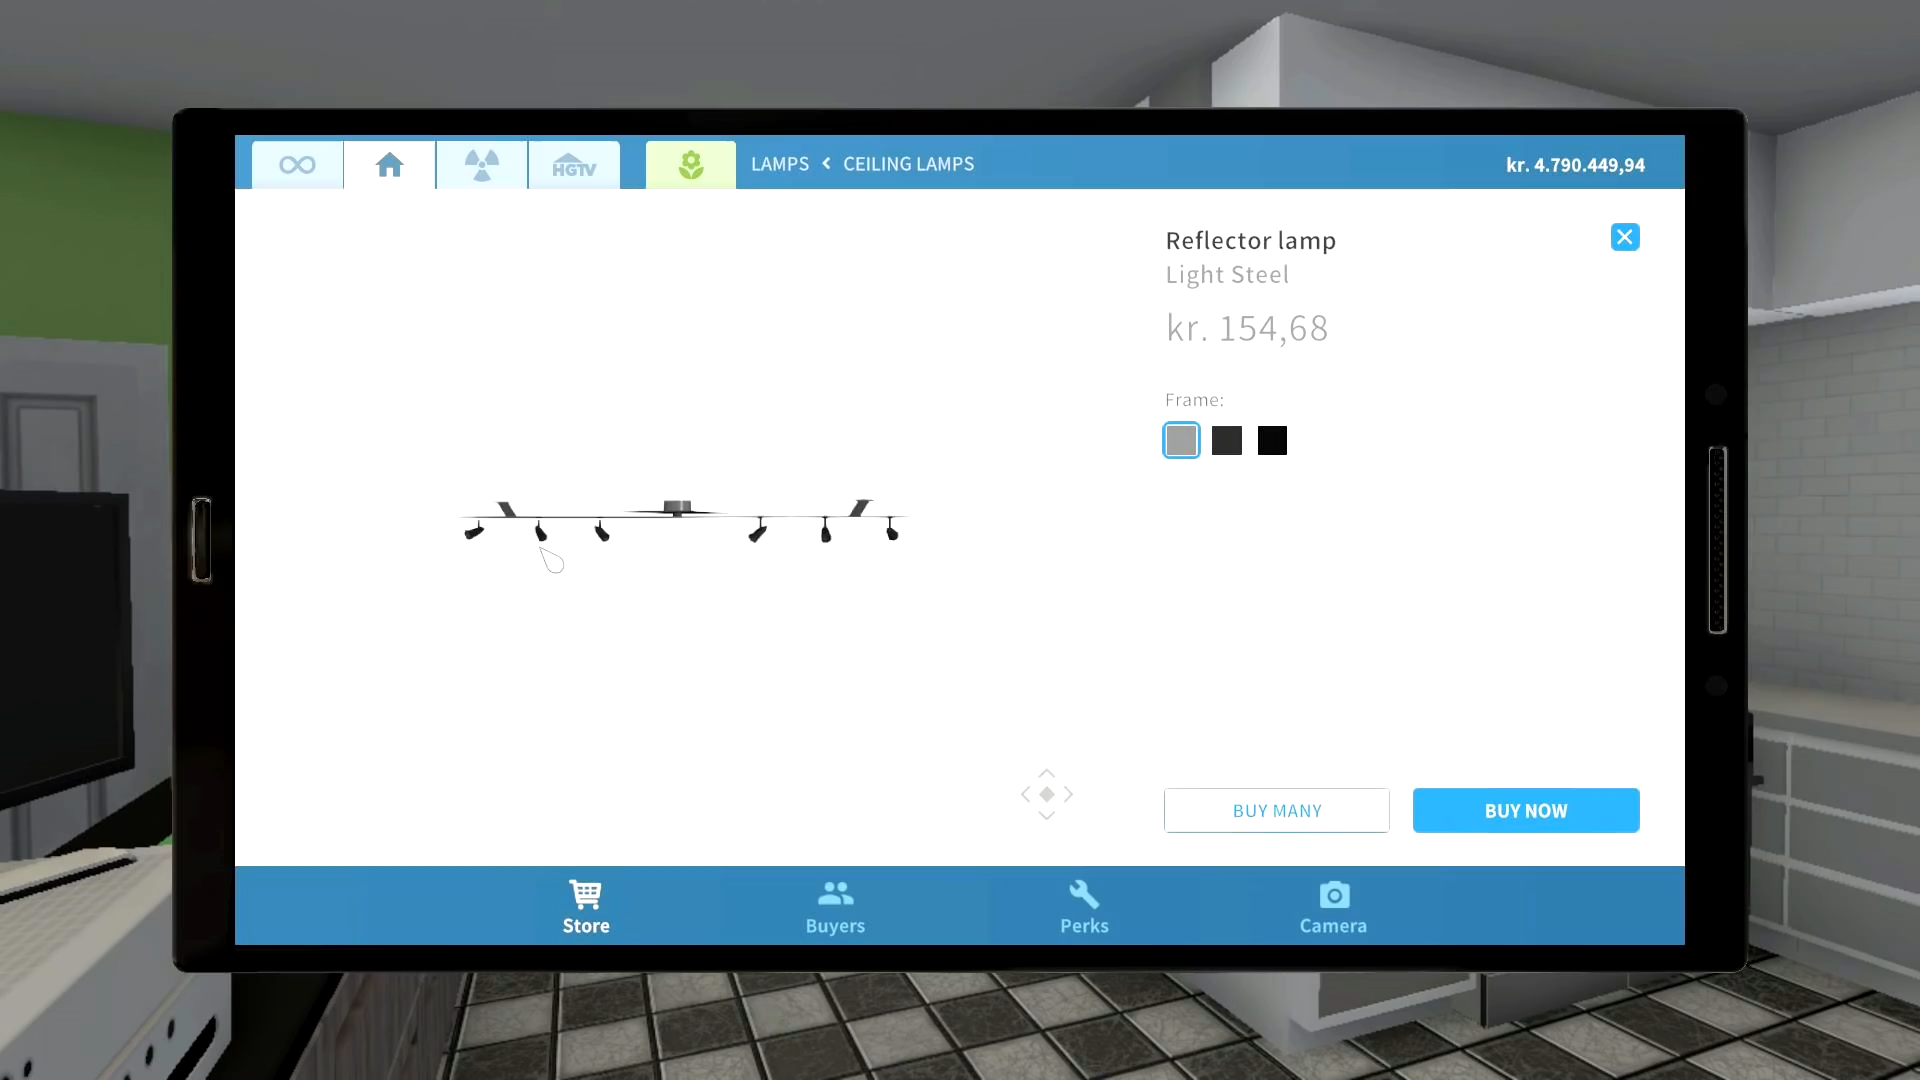 HGTV
LAMPS CEILING LAMPS
kr. 4.790.449,94
Reflector lamp
Light Steel
kr. 154,68
Frame:
BUY MANY
BUY NOW
Store
Buyers
Perks
Camera